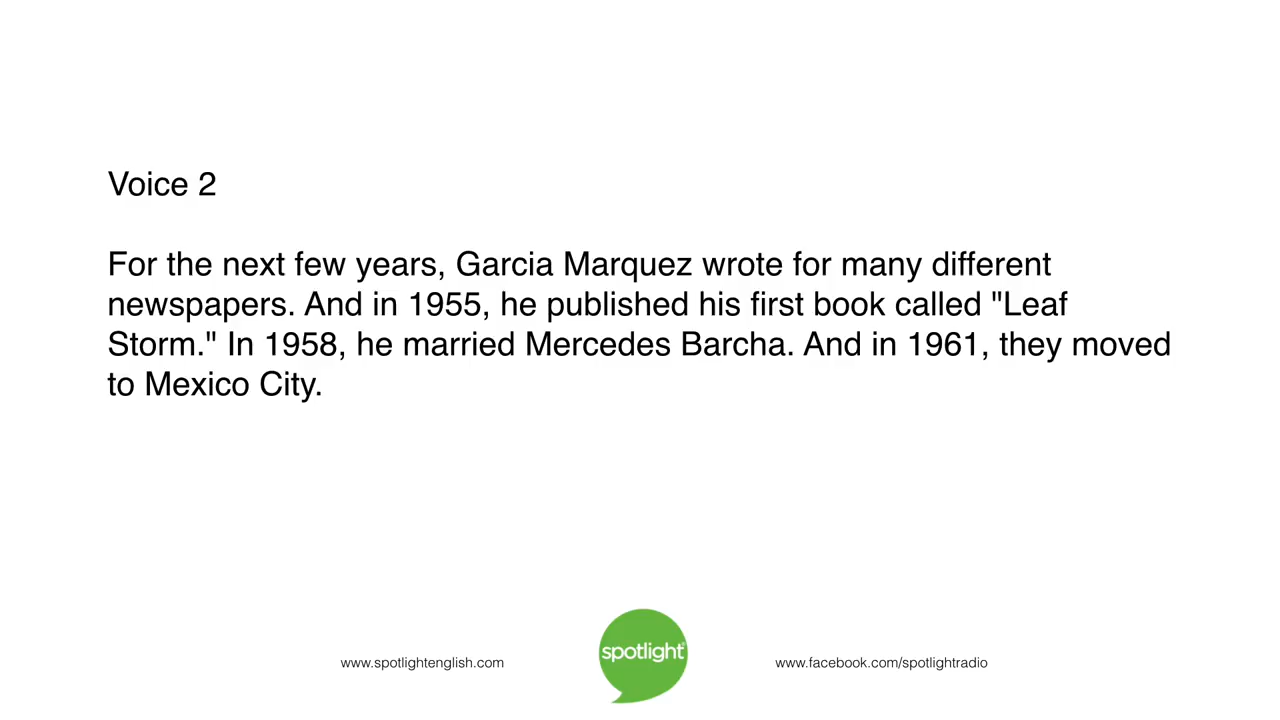 Voice 2
For the next few years, Garcia Marquez wrote for many different
newspapers. And in 1955, he published his first book called "Leaf
Storm." In 1958, he married Mercedes Barcha. And in 1961, they moved
to Mexico City.
www.spotlightenglish.com
spotlight
www.facebook.com/spotlightradio